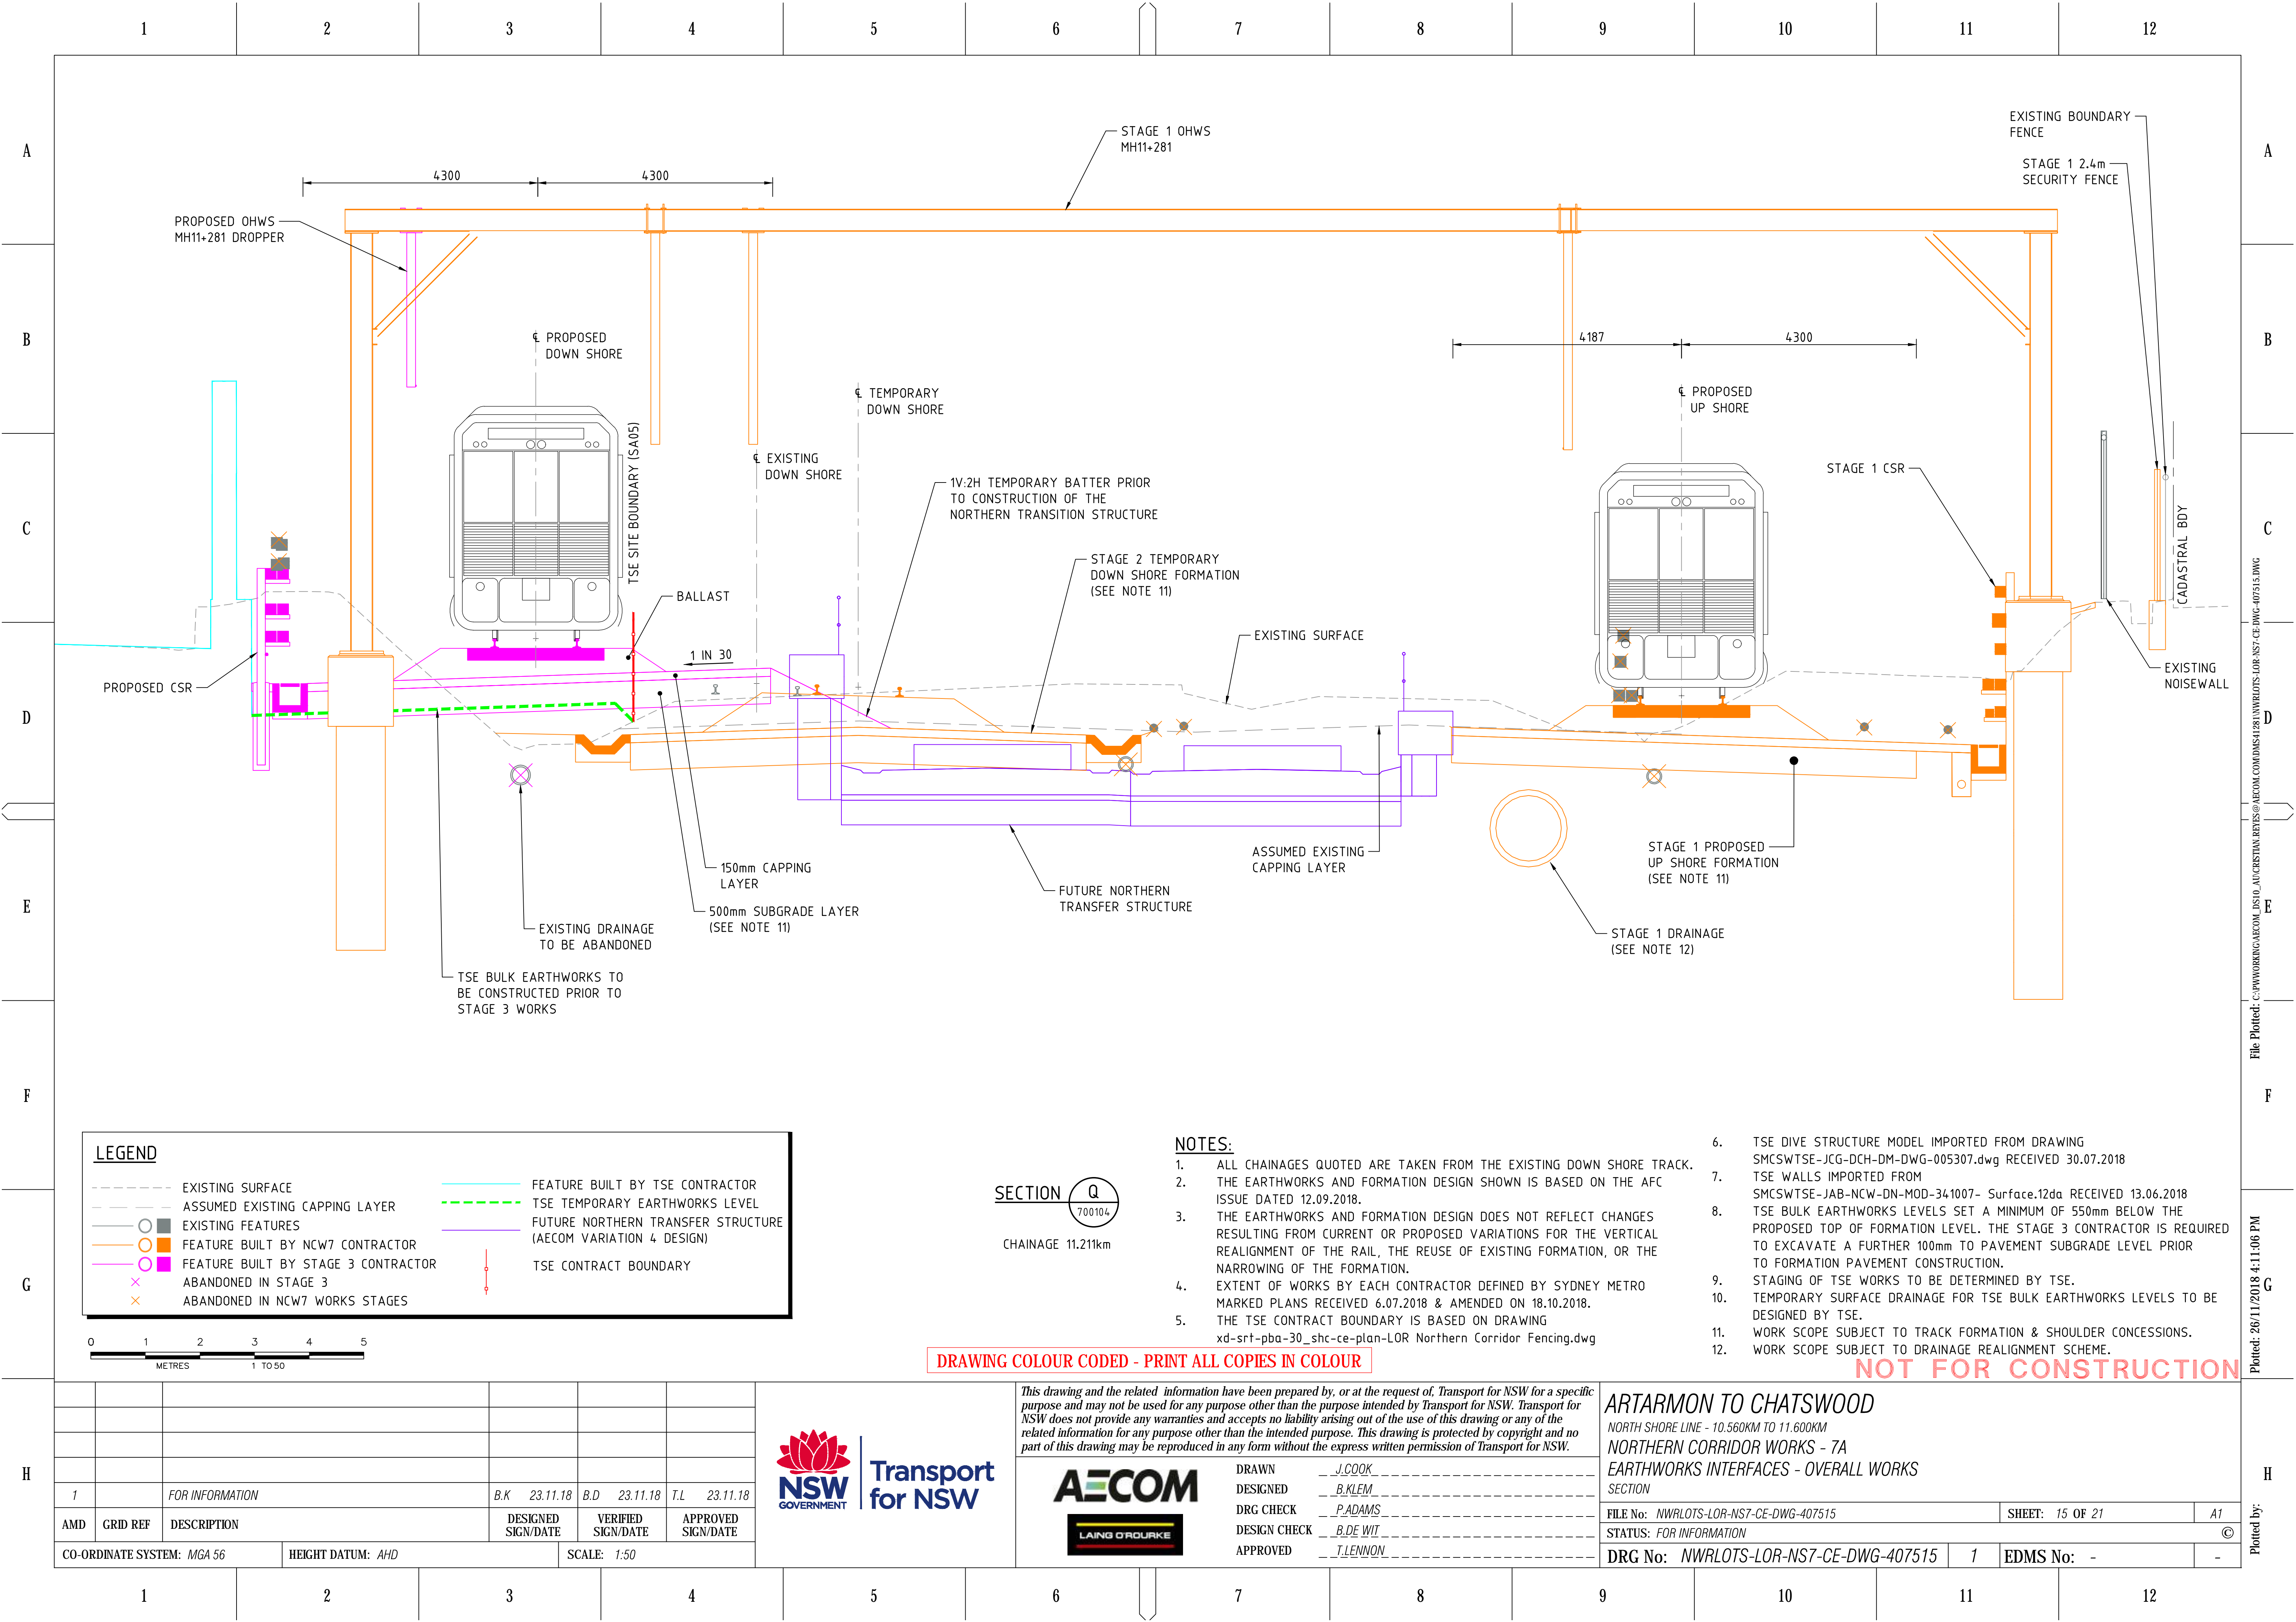 1 2 3 4 5 6 7 8 9 10 11 12
A
B
C
D
E
F
G
H
A
B
C
D
E
F
G
H
STAGE 1 OHWS
MH11+281
EXISTING BOUNDARY
FENCE
STAGE 1 2.4m
SECURITY FENCE
4300 4300
PROPOSED OHWS
MH11+281 DROPPER
℄ PROPOSED
DOWN SHORE
4187 4300
℄ TEMPORARY
DOWN SHORE
℄ PROPOSED
UP SHORE
TSE SITE BOUNDARY (SA05)
℄ EXISTING
DOWN SHORE
1V:2H TEMPORARY BATTER PRIOR
TO CONSTRUCTION OF THE
NORTHERN TRANSITION STRUCTURE
STAGE 1 CSR
CADASTRAL BDY
STAGE 2 TEMPORARY
DOWN SHORE FORMATION
(SEE NOTE 11)
BALLAST
EXISTING SURFACE
1 IN 30
PROPOSED CSR
EXISTING
NOISEWALL
150mm CAPPING
LAYER
500mm SUBGRADE LAYER
(SEE NOTE 11)
FUTURE NORTHERN
TRANSFER STRUCTURE
ASSUMED EXISTING
CAPPING LAYER
STAGE 1 PROPOSED
UP SHORE FORMATION
(SEE NOTE 11)
EXISTING DRAINAGE
TO BE ABANDONED
STAGE 1 DRAINAGE
(SEE NOTE 12)
TSE BULK EARTHWORKS TO
BE CONSTRUCTED PRIOR TO
STAGE 3 WORKS
LEGEND
EXISTING SURFACE
ASSUMED EXISTING CAPPING LAYER
EXISTING FEATURES
FEATURE BUILT BY NCW7 CONTRACTOR
FEATURE BUILT BY STAGE 3 CONTRACTOR
ABANDONED IN STAGE 3
ABANDONED IN NCW7 WORKS STAGES
FEATURE BUILT BY TSE CONTRACTOR
TSE TEMPORARY EARTHWORKS LEVEL
FUTURE NORTHERN TRANSFER STRUCTURE
(AECOM VARIATION 4 DESIGN)
TSE CONTRACT BOUNDARY
0 1 2 3 4 5
METRES 1 TO 50
SECTION Q
700104
CHAINAGE 11.211km
NOTES:
1. ALL CHAINAGES QUOTED ARE TAKEN FROM THE EXISTING DOWN SHORE TRACK.
2. THE EARTHWORKS AND FORMATION DESIGN SHOWN IS BASED ON THE AFC
ISSUE DATED 12.09.2018.
3. THE EARTHWORKS AND FORMATION DESIGN DOES NOT REFLECT CHANGES
RESULTING FROM CURRENT OR PROPOSED VARIATIONS FOR THE VERTICAL
REALIGNMENT OF THE RAIL, THE REUSE OF EXISTING FORMATION, OR THE
NARROWING OF THE FORMATION.
4. EXTENT OF WORKS BY EACH CONTRACTOR DEFINED BY SYDNEY METRO
MARKED PLANS RECEIVED 6.07.2018 & AMENDED ON 18.10.2018.
5. THE TSE CONTRACT BOUNDARY IS BASED ON DRAWING
xd-srt-pba-30_shc-ce-plan-LOR Northern Corridor Fencing.dwg
6. TSE DIVE STRUCTURE MODEL IMPORTED FROM DRAWING
SMCSWTSE-JCG-DCH-DM-DWG-005307.dwg RECEIVED 30.07.2018
7. TSE WALLS IMPORTED FROM
SMCSWTSE-JAB-NCW-DN-MOD-341007- Surface.12da RECEIVED 13.06.2018
8. TSE BULK EARTHWORKS LEVELS SET A MINIMUM OF 550mm BELOW THE
PROPOSED TOP OF FORMATION LEVEL. THE STAGE 3 CONTRACTOR IS REQUIRED
TO EXCAVATE A FURTHER 100mm TO PAVEMENT SUBGRADE LEVEL PRIOR
TO FORMATION PAVEMENT CONSTRUCTION.
9. STAGING OF TSE WORKS TO BE DETERMINED BY TSE.
10. TEMPORARY SURFACE DRAINAGE FOR TSE BULK EARTHWORKS LEVELS TO BE
DESIGNED BY TSE.
11. WORK SCOPE SUBJECT TO TRACK FORMATION & SHOULDER CONCESSIONS.
12. WORK SCOPE SUBJECT TO DRAINAGE REALIGNMENT SCHEME.
DRAWING COLOUR CODED - PRINT ALL COPIES IN COLOUR
NOT FOR CONSTRUCTION
File Plotted: C:\PWWORKING\AECOM_DS10_AU\CRISTIAN.REYES@AECOM.COM\DMS41281\NWRLOTS-LOR-NS7-CE-DWG-407515.DWG
Plotted: 26/11/2018 4:11:06 PM
Plotted by:
1 FOR INFORMATION B.K 23.11.18 B.D 23.11.18 T.L 23.11.18
AMD GRID REF DESCRIPTION DESIGNED SIGN/DATE VERIFIED SIGN/DATE APPROVED SIGN/DATE
CO-ORDINATE SYSTEM: MGA 56 HEIGHT DATUM: AHD SCALE: 1:50
NSW
GOVERNMENT
Transport
for NSW
This drawing and the related information have been prepared by, or at the request of, Transport for NSW for a specific
purpose and may not be used for any purpose other than the purpose intended by Transport for NSW. Transport for
NSW does not provide any warranties and accepts no liability arising out of the use of this drawing or any of the
related information for any purpose other than the intended purpose. This drawing is protected by copyright and no
part of this drawing may be reproduced in any form without the express written permission of Transport for NSW.
AECOM
LAING O'ROURKE
DRAWN J.COOK
DESIGNED B.KLEM
DRG CHECK P.ADAMS
DESIGN CHECK B.DE WIT
APPROVED T.LENNON
ARTARMON TO CHATSWOOD
NORTH SHORE LINE - 10.560KM TO 11.600KM
NORTHERN CORRIDOR WORKS - 7A
EARTHWORKS INTERFACES - OVERALL WORKS
SECTION
FILE No: NWRLOTS-LOR-NS7-CE-DWG-407515 SHEET: 15 OF 21 A1
STATUS: FOR INFORMATION ©
DRG No: NWRLOTS-LOR-NS7-CE-DWG-407515 1 EDMS No: - -
1 2 3 4 5 6 7 8 9 10 11 12